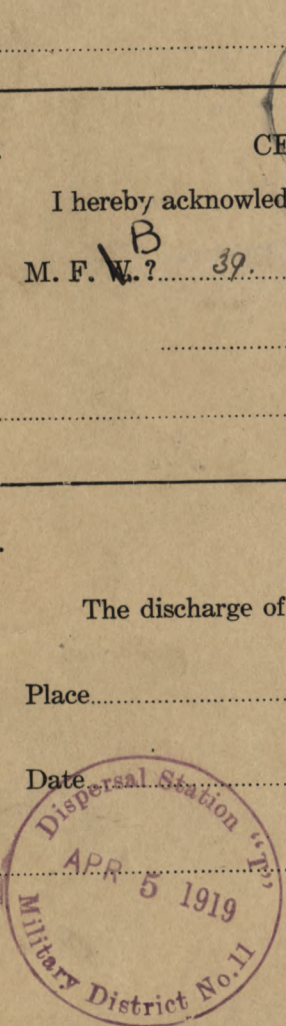 CE
I hereby acknowled
B
M. F. W.? 39.
The discharge of
Place
Date
Dispersal Station "T"
APR 5 1919
Military District No. 11